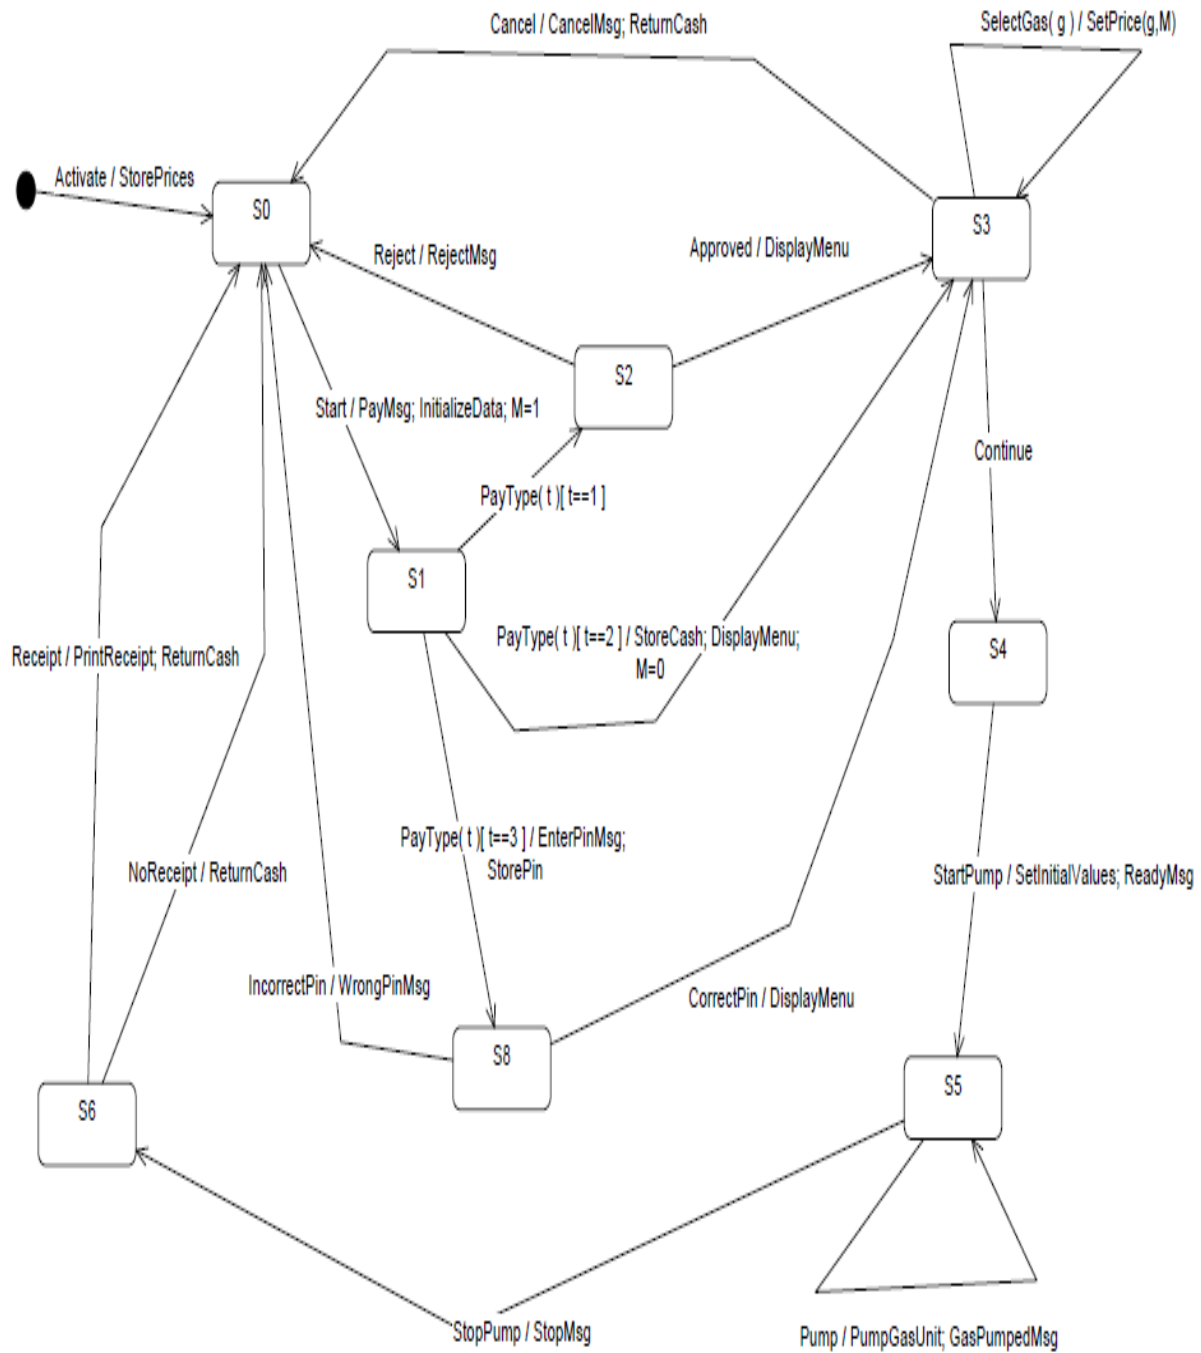 Cancel / CancelMsg; ReturnCash
SelectGas( g ) / SetPrice(g,M)
Activate / StorePrices
S0
S3
Reject / RejectMsg
Approved / DisplayMenu
S2
Start / PayMsg; InitializeData; M=1
Continue
PayType( t )[ t==1 ]
S1
PayType( t )[ t==2 ] / StoreCash; DisplayMenu;
M=0
S4
Receipt / PrintReceipt; ReturnCash
PayType( t )[ t==3 ] / EnterPinMsg;
StorePin
NoReceipt / ReturnCash
StartPump / SetInitialValues; ReadyMsg
IncorrectPin / WrongPinMsg
CorrectPin / DisplayMenu
S8
S5
S6
StopPump / StopMsg
Pump / PumpGasUnit; GasPumpedMsg